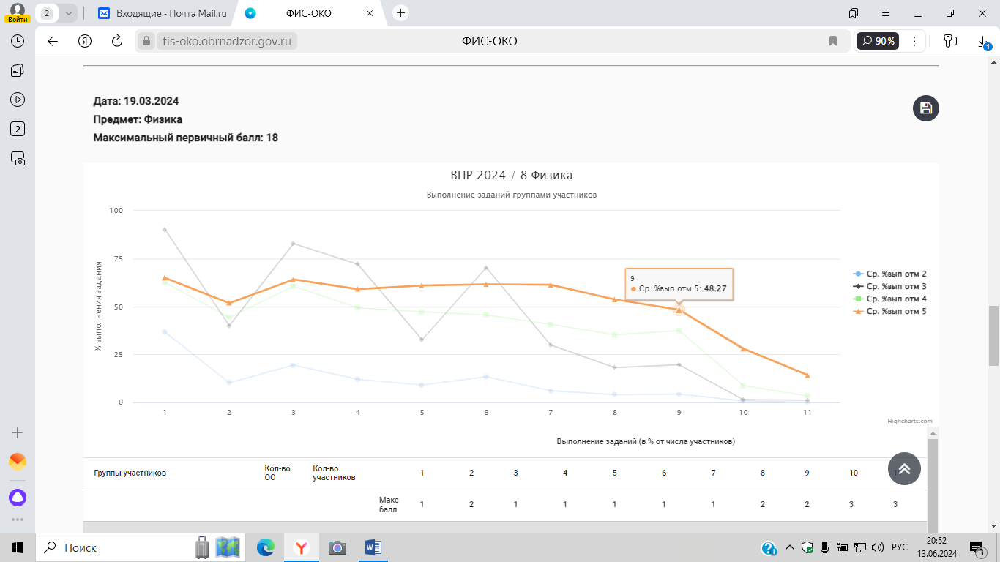 Войти
2
Входящие - Почта Mail.ru
ФИС-ОКО
fis-oko.obrnadzor.gov.ru
ФИС-ОКО
90%
1
2
Дата: 19.03.2024
Предмет: Физика
Максимальный первичный балл: 18
ВПР 2024 / 8 Физика
Выполнение заданий группами участников
% выполнения задания
100
75
50
25
0
9
Ср. %вып отм 5: 48.27
Ср. %вып отм 2
Ср. %вып отм 3
Ср. %вып отм 4
Ср. %вып отм 5
1 2 3 4 5 6 7 8 9 10 11
Highcharts.com
Выполнение заданий (в % от числа участников)
Группы участников Кол-во ОО Кол-во участников 1 2 3 4 5 6 7 8 9 10
Макс балл 1 2 1 1 1 1 1 2 2 3 3
Поиск
РУС
20:52
13.06.2024
3